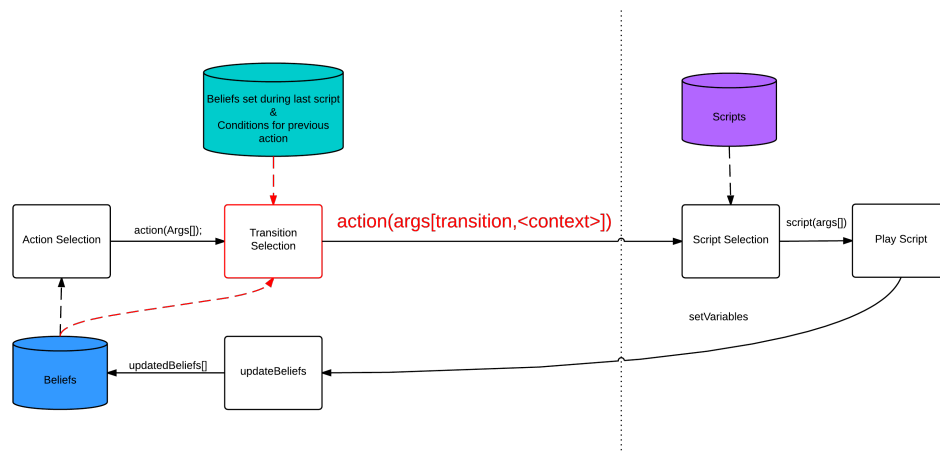 Beliefs set during last script
&
Conditions for previous
action
Scripts
action(args[transition,<context>])
Action Selection
action(Args[]);
Transition
Selection
Script Selection
script(args[])
Play Script
setVariables
Beliefs
updatedBeliefs[]
updateBeliefs